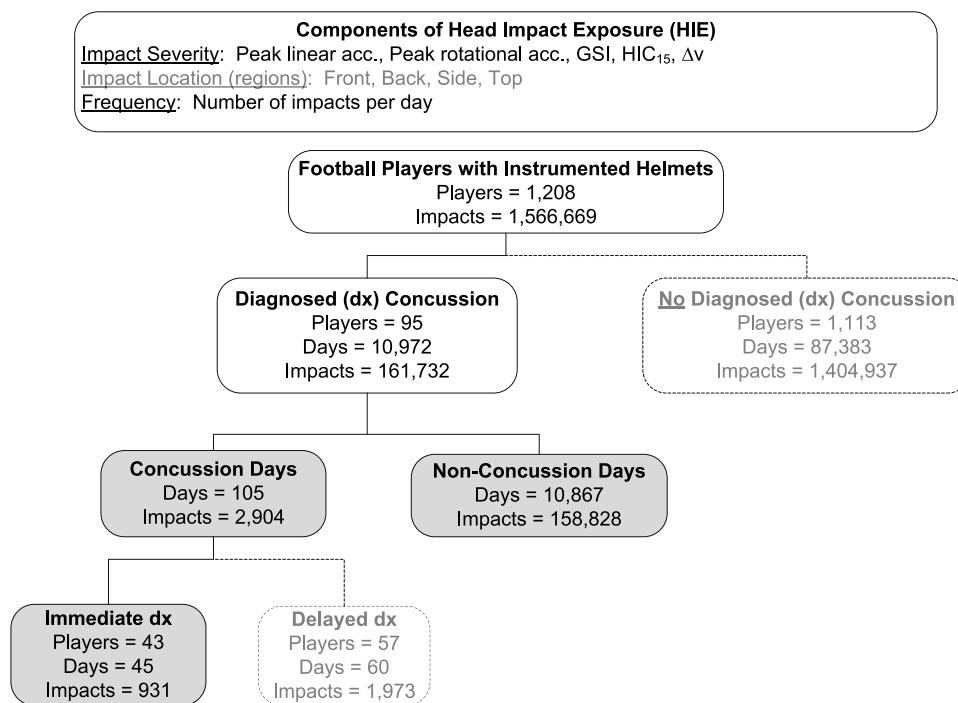 Components of Head Impact Exposure (HIE)
Impact Severity: Peak linear acc., Peak rotational acc., GSI, HIC₁₅, Δv
Impact Location (regions): Front, Back, Side, Top
Frequency: Number of impacts per day
Football Players with Instrumented Helmets
Players = 1,208
Impacts = 1,566,669
Diagnosed (dx) Concussion
Players = 95
Days = 10,972
Impacts = 161,732
No Diagnosed (dx) Concussion
Players = 1,113
Days = 87,383
Impacts = 1,404,937
Concussion Days
Days = 105
Impacts = 2,904
Non-Concussion Days
Days = 10,867
Impacts = 158,828
Immediate dx
Players = 43
Days = 45
Impacts = 931
Delayed dx
Players = 57
Days = 60
Impacts = 1,973